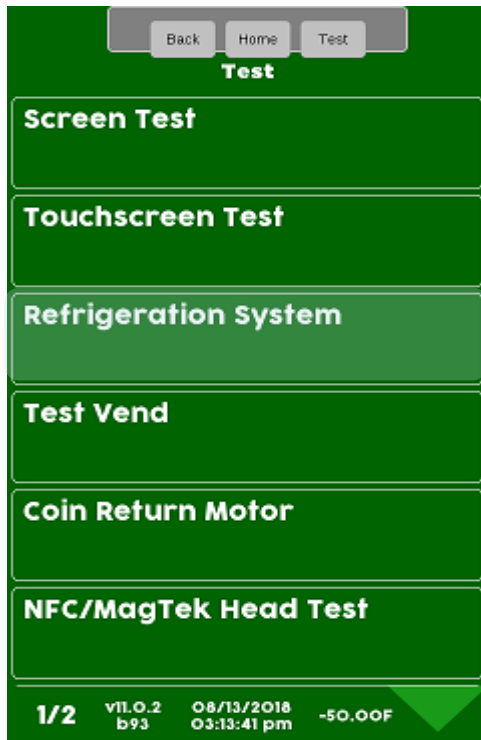 Back Home Test
Test
Screen Test
Touchscreen Test
Refrigeration System
Test Vend
Coin Return Motor
NFC/MagTek Head Test
1/2 v11.0.2 08/13/2018 -50.00F
b93 03:13:41 pm